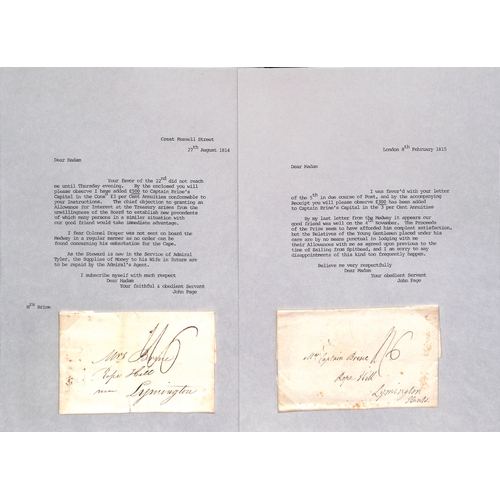 Great Russell Street
27th August 1814
Dear Madam
Your favor of the 22nd did not reach
me until Thursday evening. By the enclosed you will
please observe I have added £500 to Captain Brine's
Capital in the Consd £3 per Cent Annuities conformable to
your instructions. The chief objection to granting an
Allowance for Interest at the Treasury arises from the
unwillingness of the Board to establish new precedents
of which many persons in a similar situation with
our good friend would take immediate advantage.
I fear Colonel Draper was not sent on board the
Medway in a regular manner as no order can be
found concerning his subsistence for the Cape.
As the Steward is now in the Service of Admiral
Tyler, the Supplies of Money to his Wife in future are
to be repaid by the Admiral's Agent.
I subscribe myself with much respect
Dear Madam
Your faithful & obedient Servant
John Page
Mrs Brine
Mrs Brine
Rope Hill
near Lymington
1/6
London 8th February 1815
Dear Madam
I was favor'd with your letter
of the 5th in due course of Post, and by the accompanying
Receipt you will please observe £300 has been added
to Captain Brine's Capital in the 3 per Cent Annuities
By my last letter from the Medway it appears our
good friend was well on the 4th November. The Proceeds
of the Prize seem to have afforded him compleat satisfaction,
but the Relatives of the Young Gentlemen placed under his
care are by no means punctual in lodging with me
their Allowances with me as agreed upon previous to the
time of Sailing from Spithead, and I am sorry to say
disappointments of this kind too frequently happen.
Believe me very respectfully
Dear Madam
Your obedient Servant
John Page
Mrs Captain Brine 1/6
Rope Hill
Lymington
Hants